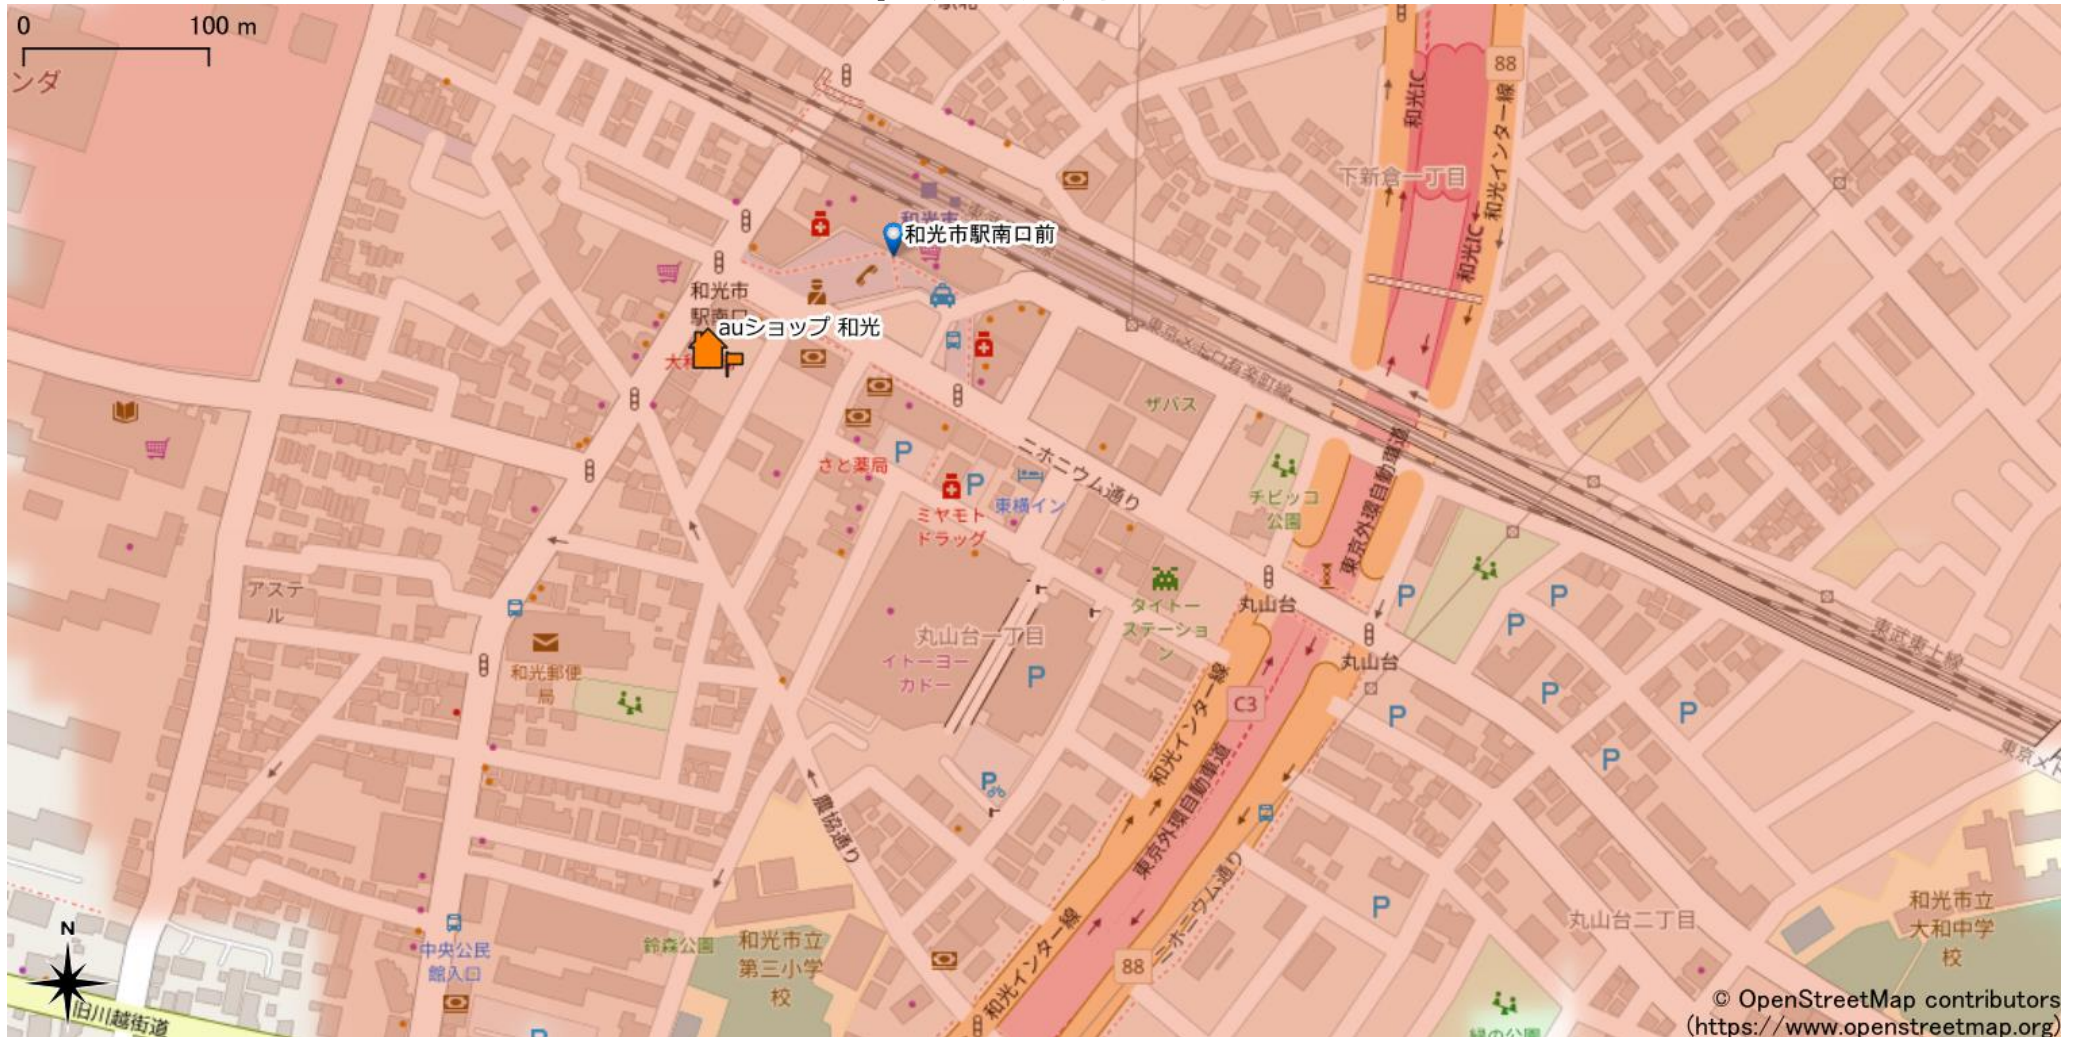 0 100 m
ンダ
88
和光IC
和光インター線
下新倉一丁目
和光IC
和光市
和光市駅南口前
和光市
駅南口
auショップ 和光
東京メトロ有楽町線
ザバス
ニホニウム通り
さと薬局
P
P
東横イン
ミヤモト
ドラッグ
チビッコ
公園
東京外環自動車道
アステ
ル
タイトー
ステーショ
ン
丸山台
P
P
P
丸山台一丁目
丸山台
東武東上線
イトーヨー
カドー
P
和光郵便
局
和光インター線
C3
P
P
P
P
東京メト
P
農協通り
東京外環自動車道
ニホニウム通り
P
和光市立
大和中学
校
丸山台二丁目
N
中央公民
館入口
鈴森公園
和光市立
第三小学
校
和光インター線
88
旧川越街道
P
緑の公園
© OpenStreetMap contributors
(https://www.openstreetmap.org)